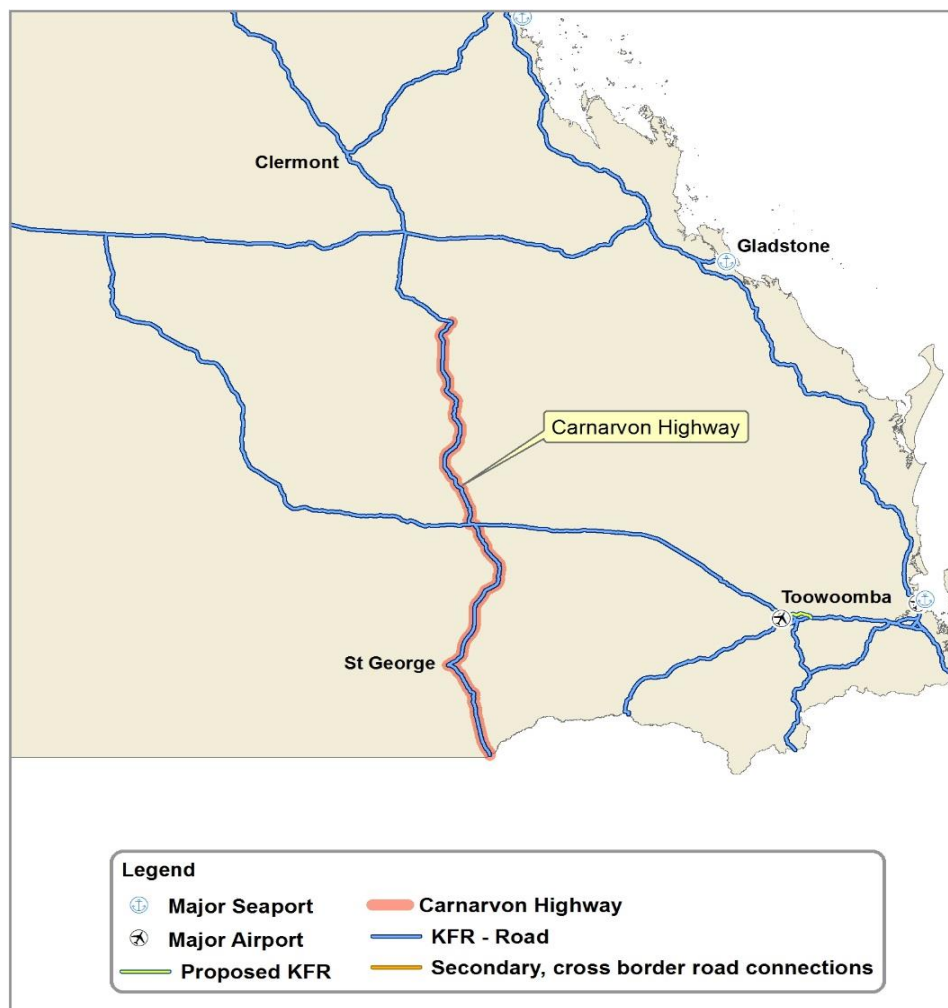 Clermont
Gladstone
Carnarvon Highway
Toowoomba
St George
Legend
Major Seaport
Carnarvon Highway
Major Airport
KFR - Road
Proposed KFR
Secondary, cross border road connections